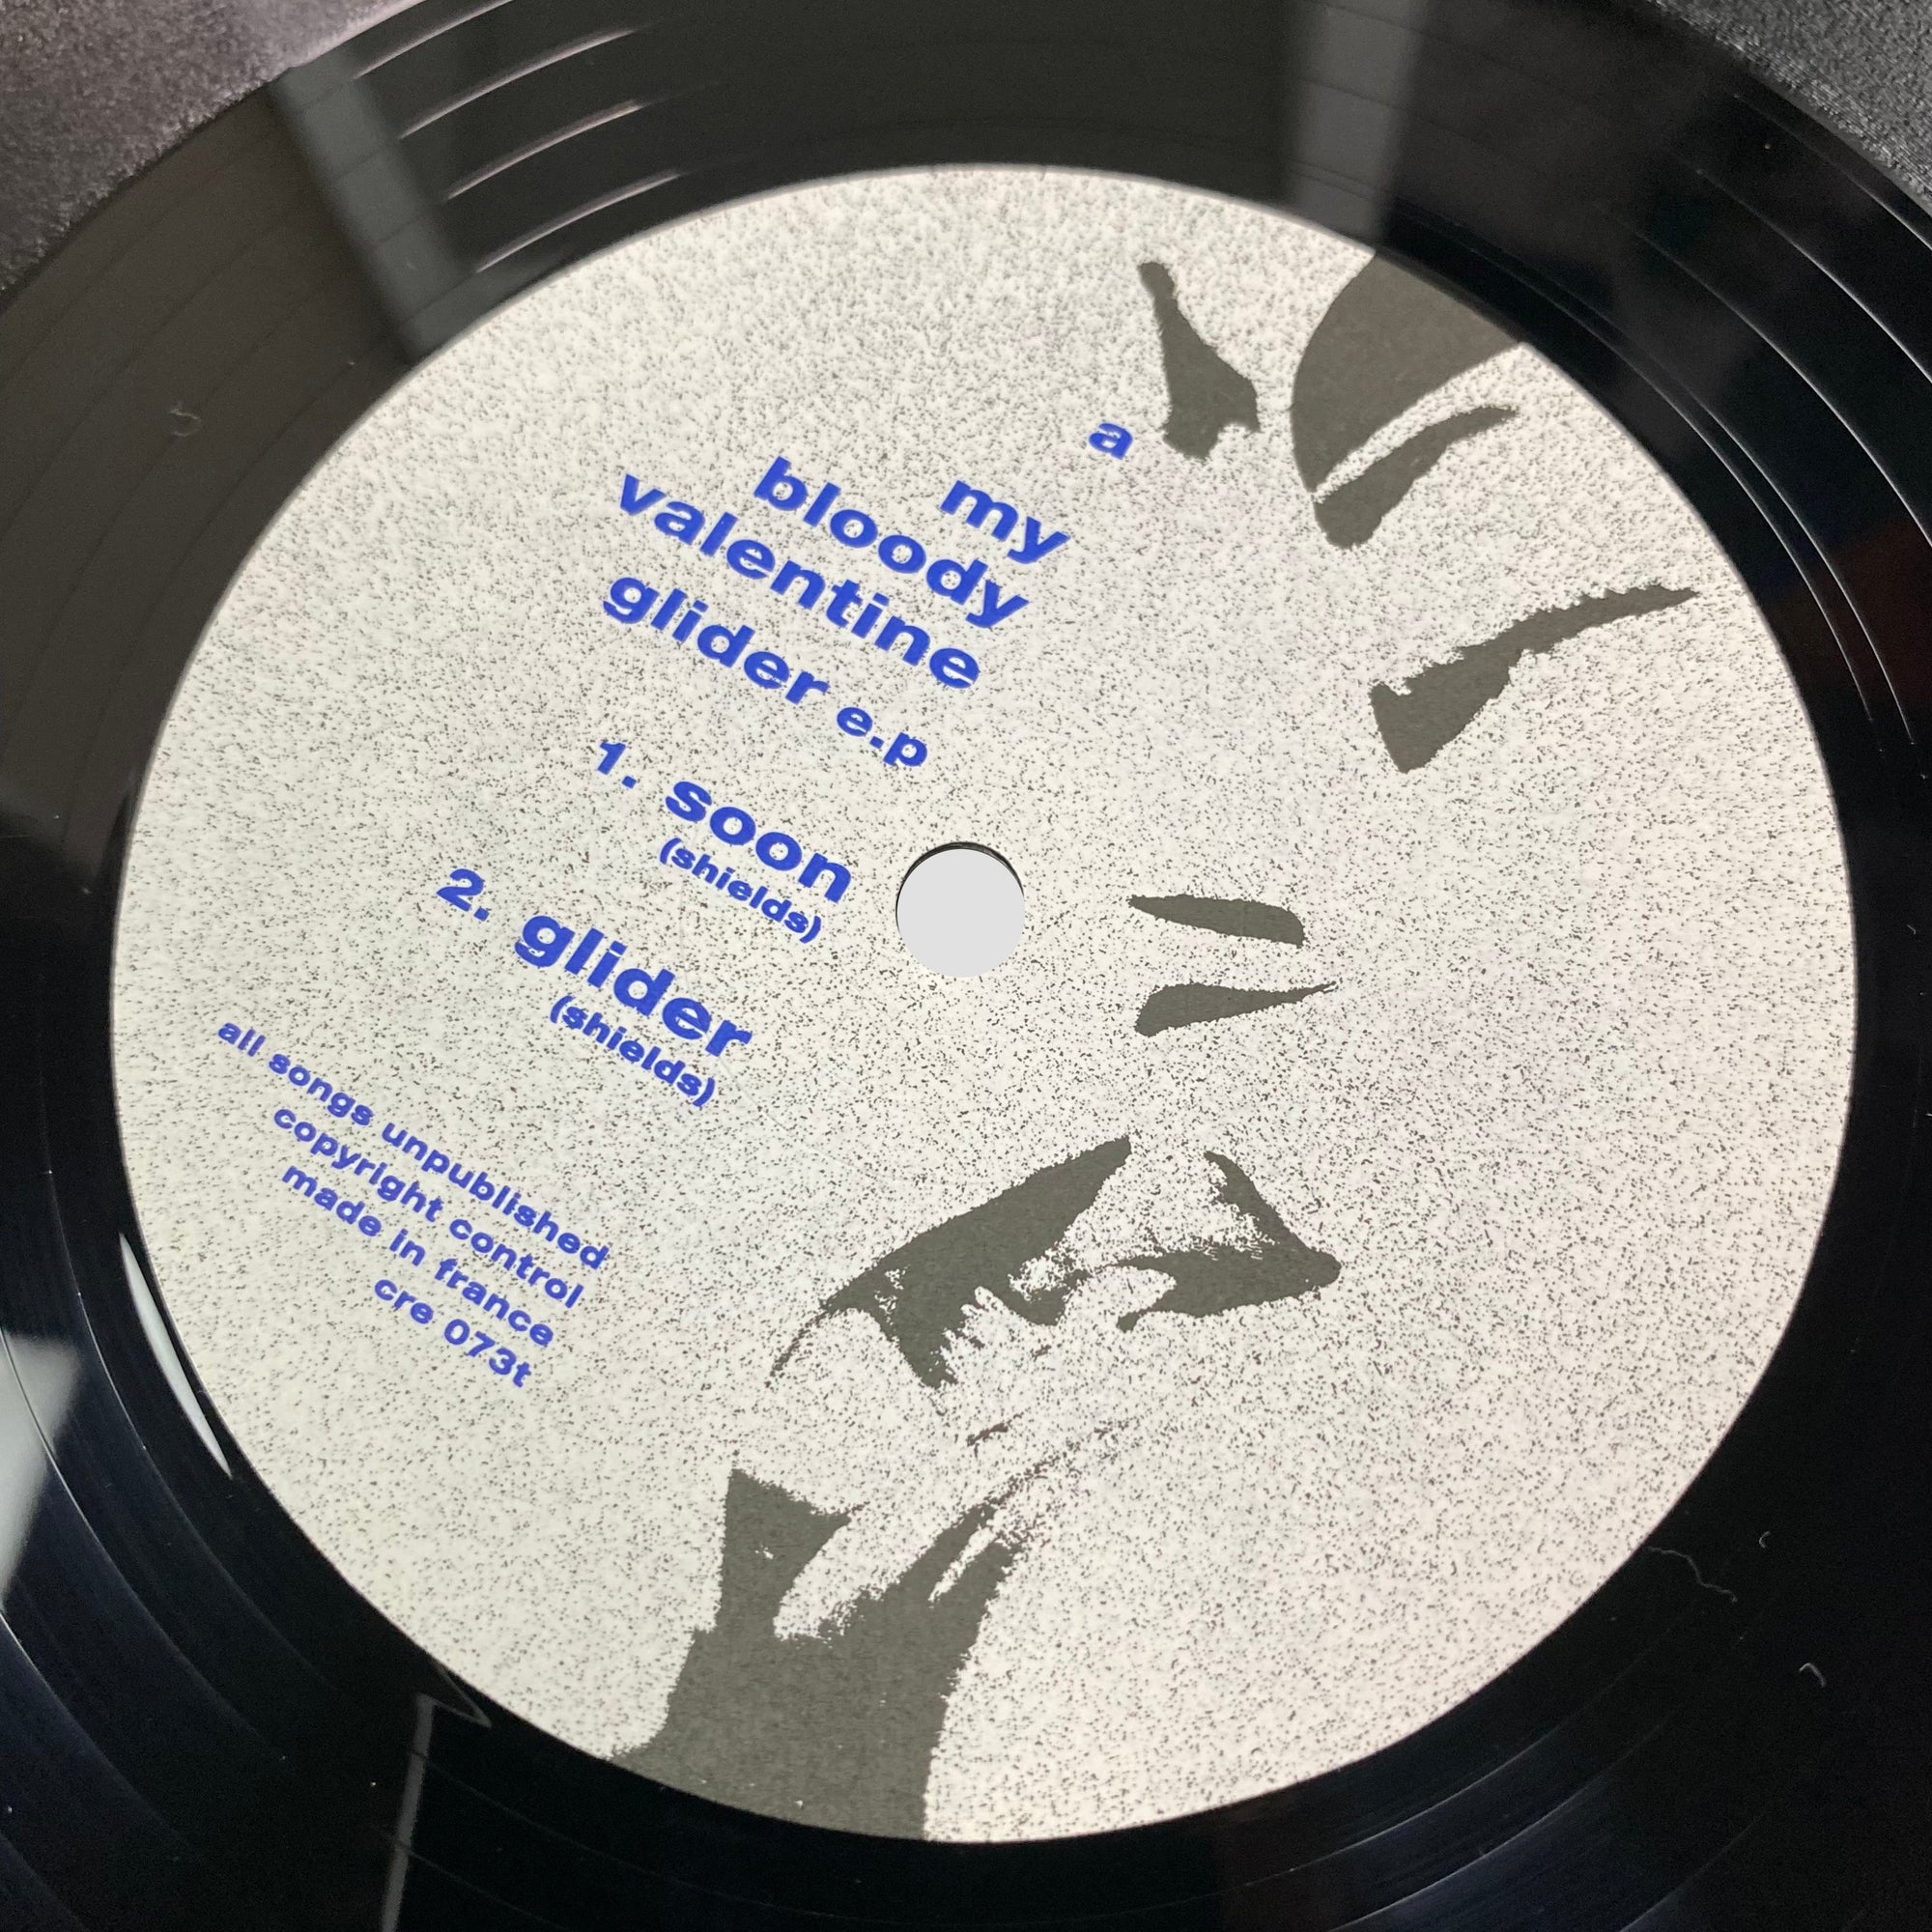 a
my
bloody
valentine
glider e.p
1. soon
(shields)
2. glider
(shields)
all songs unpublished
copyright control
made in france
cre 073t